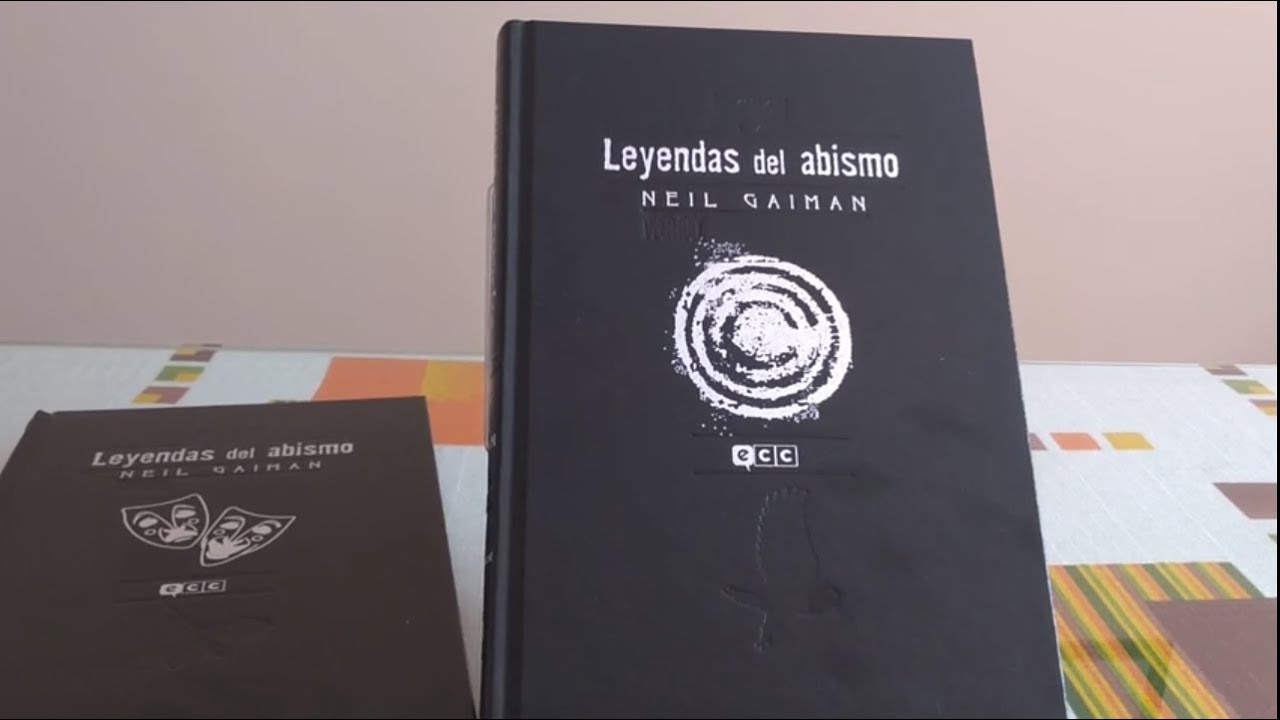 Leyendas del abismo
NEIL GAIMAN
ecc
Leyendas del abismo
NEIL GAIMAN
ecc